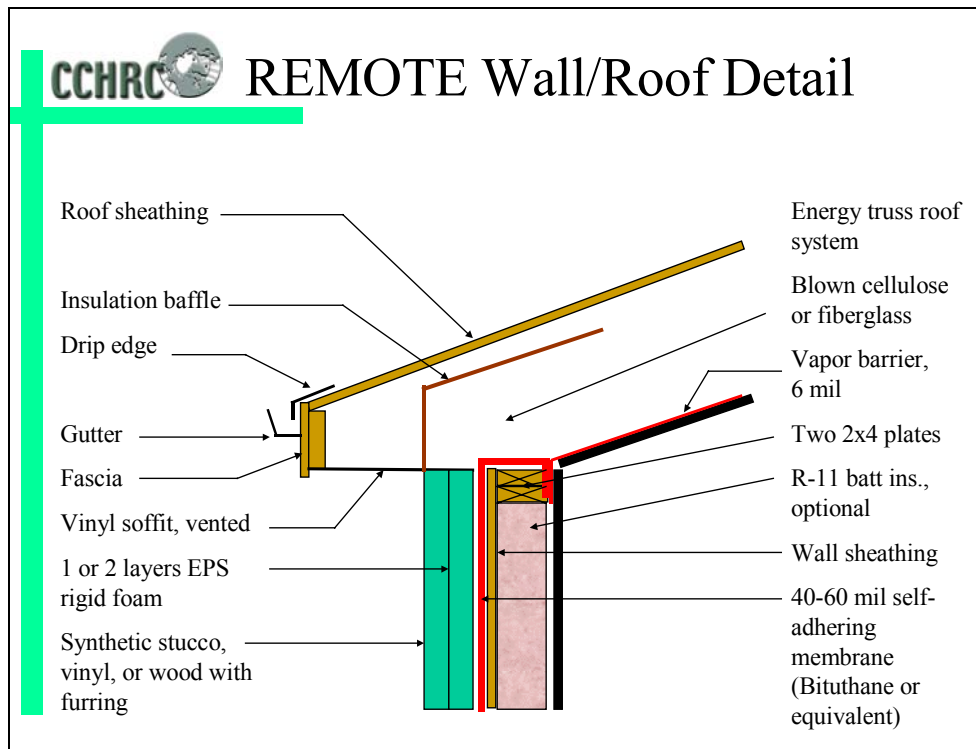 CCHRC
REMOTE Wall/Roof Detail
Roof sheathing
Insulation baffle
Drip edge
Gutter
Fascia
Vinyl soffit, vented
1 or 2 layers EPS
rigid foam
Synthetic stucco,
vinyl, or wood with
furring
Energy truss roof
system
Blown cellulose
or fiberglass
Vapor barrier,
6 mil
Two 2x4 plates
R-11 batt ins.,
optional
Wall sheathing
40-60 mil self-
adhering
membrane
(Bituthane or
equivalent)